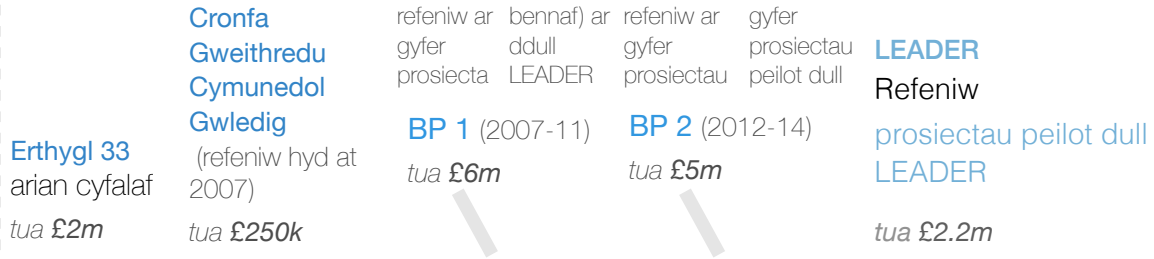 Erthygl 33
arian cyfalaf
tua £2m
Cronfa
Gweithredu
Cymunedol
Gwledig
(refeniw hyd at
2007)
tua £250k
refeniw ar
gyfer
prosiecta
bennaf) ar
ddull
LEADER
BP 1 (2007-11)
tua £6m
refeniw ar
gyfer
prosiectau
gyfer
prosiectau
peilot dull
BP 2 (2012-14)
tua £5m
LEADER
Refeniw
prosiectau peilot dull
LEADER
tua £2.2m